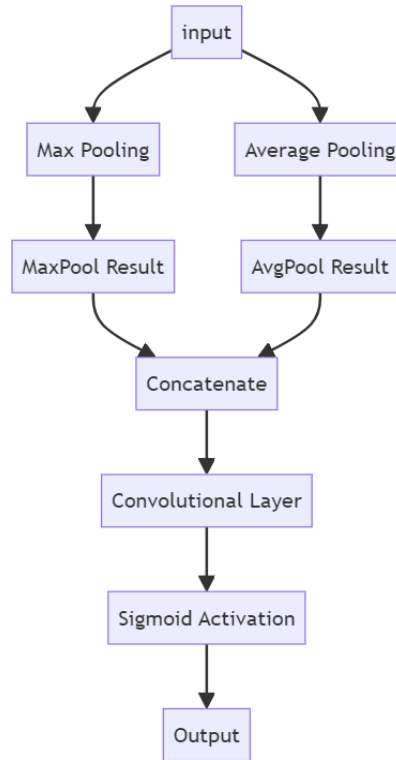 input
Max Pooling
Average Pooling
MaxPool Result
AvgPool Result
Concatenate
Convolutional Layer
Sigmoid Activation
Output